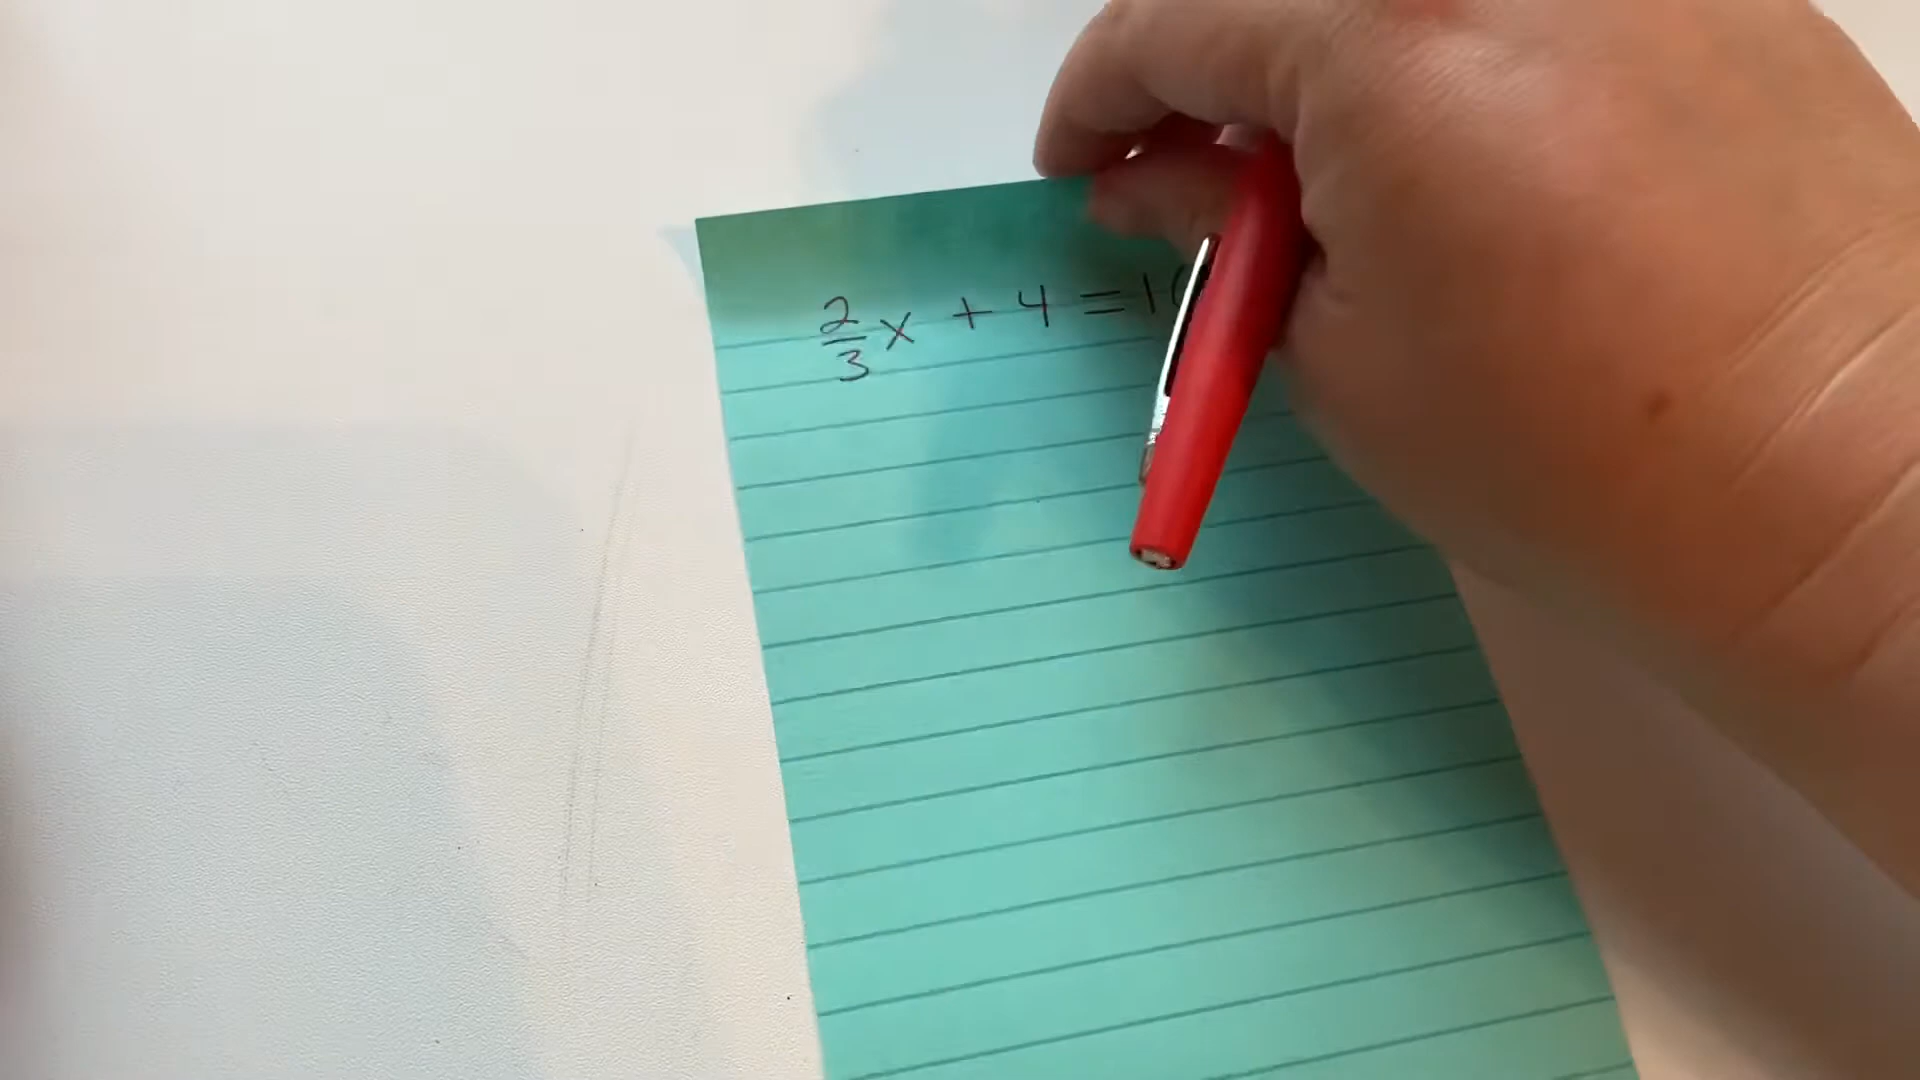 2/3 x + 4 = 1